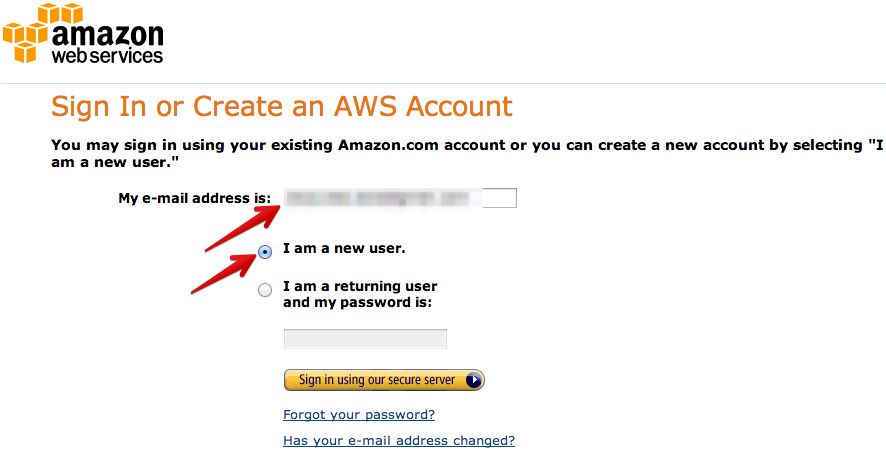 amazon
webservices
Sign In or Create an AWS Account
You may sign in using your existing Amazon.com account or you can create a new account by selecting "I
am a new user."
My e-mail address is:
I am a new user.
I am a returning user
and my password is:
Sign in using our secure server
Forgot your password?
Has your e-mail address changed?